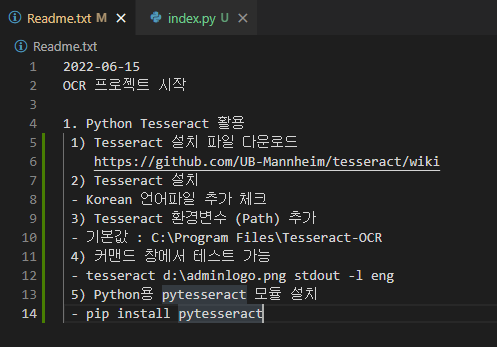 Readme.txt M
index.py U
Readme.txt
1 2022-06-15
2 OCR 프로젝트 시작
3
4 1. Python Tesseract 활용
5 1) Tesseract 설치 파일 다운로드
6 https://github.com/UB-Mannheim/tesseract/wiki
7 2) Tesseract 설치
8 - Korean 언어파일 추가 체크
9 3) Tesseract 환경변수 (Path) 추가
10 - 기본값 : C:\Program Files\Tesseract-OCR
11 4) 커맨드 창에서 테스트 가능
12 - tesseract d:\adminlogo.png stdout -l eng
13 5) Python용 pytesseract 모듈 설치
14 - pip install pytesseract